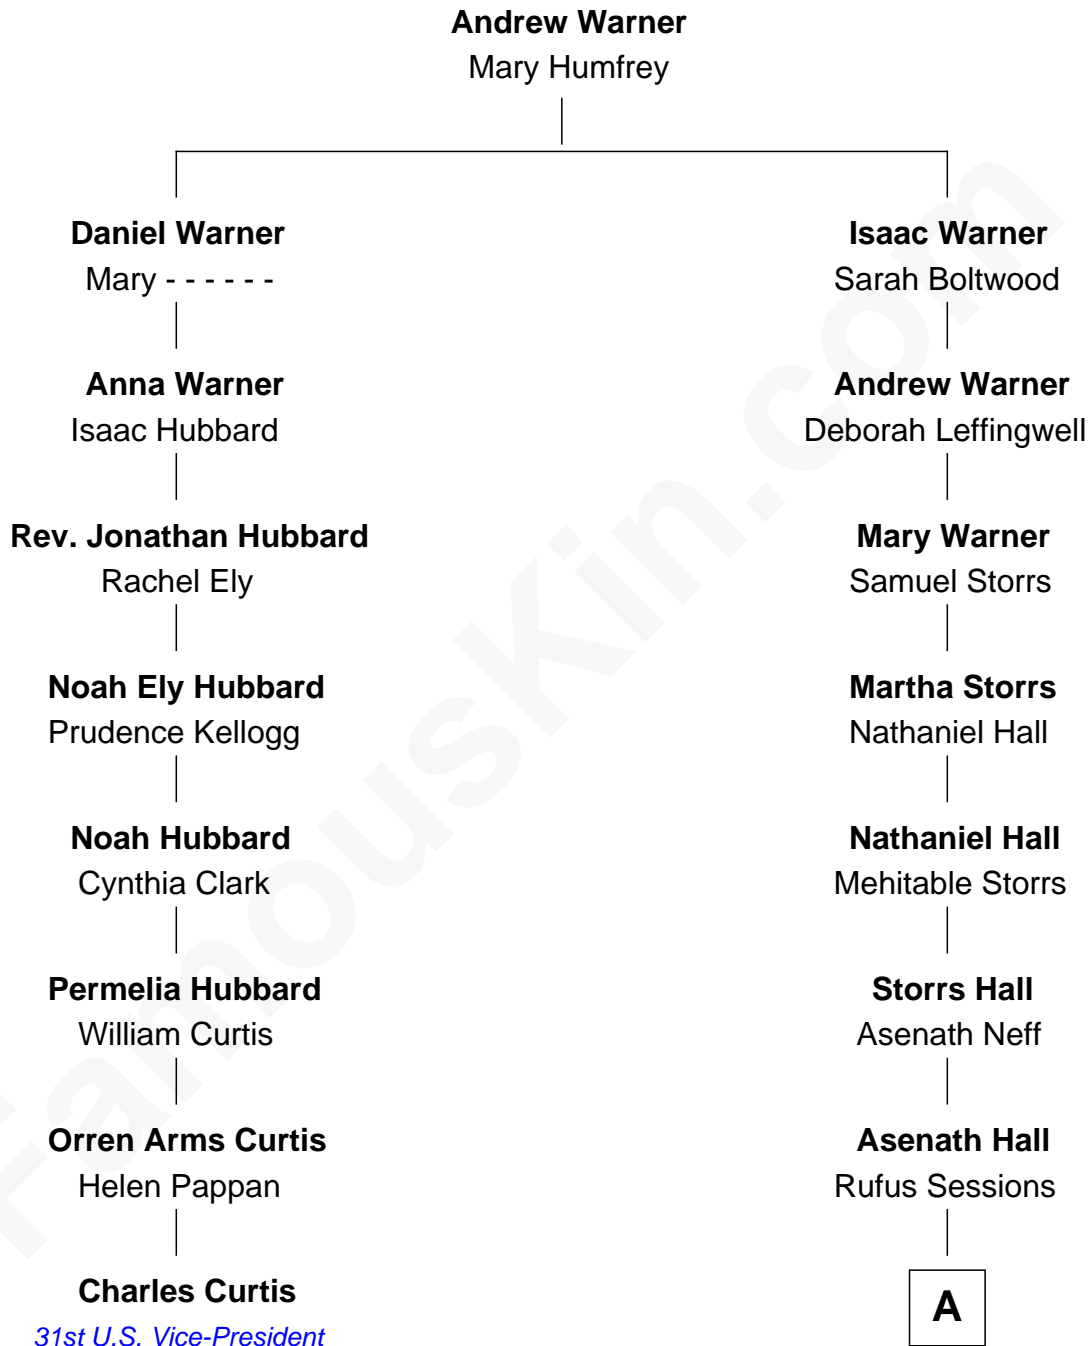 Andrew Warner
Mary Humfrey
Daniel Warner
Mary - - - - - -
Isaac Warner
Sarah Boltwood
Anna Warner
Isaac Hubbard
Andrew Warner
Deborah Leffingwell
Rev. Jonathan Hubbard
Rachel Ely
Mary Warner
Samuel Storrs
Noah Ely Hubbard
Prudence Kellogg
Martha Storrs
Nathaniel Hall
Noah Hubbard
Cynthia Clark
Nathaniel Hall
Mehitable Storrs
Permelia Hubbard
William Curtis
Storrs Hall
Asenath Neff
Orren Arms Curtis
Helen Pappan
Asenath Hall
Rufus Sessions
Charles Curtis
31st U.S. Vice-President
A
FamousKin.com